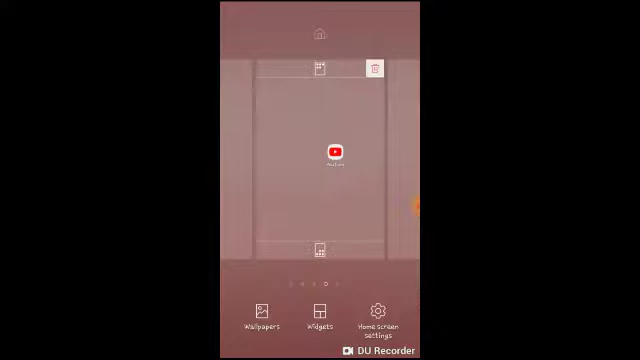 Wallpapers
Widgets
Home screen
settings
DU Recorder